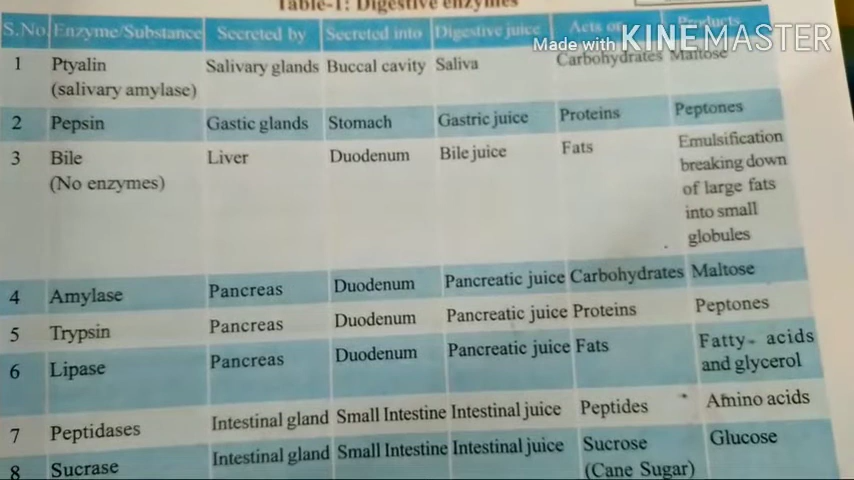 Table-1: Digestive enzymes
S.No Enzyme/Substance Secreted by Secreted into Digestive juice Acts on Products
Made with KINEMASTER
1 Ptyalin Salivary glands Buccal cavity Saliva Carbohydrates Maltose
(salivary amylase)
2 Pepsin Gastic glands Stomach Gastric juice Proteins Peptones
3 Bile Liver Duodenum Bile juice Fats Emulsification
(No enzymes) breaking down
of large fats
into small
globules
4 Amylase Pancreas Duodenum Pancreatic juice Carbohydrates Maltose
5 Trypsin Pancreas Duodenum Pancreatic juice Proteins Peptones
6 Lipase Pancreas Duodenum Pancreatic juice Fats Fatty- acids
and glycerol
7 Peptidases Intestinal gland Small Intestine Intestinal juice Peptides Amino acids
8 Sucrase Intestinal gland Small Intestine Intestinal juice Sucrose Glucose
(Cane Sugar)